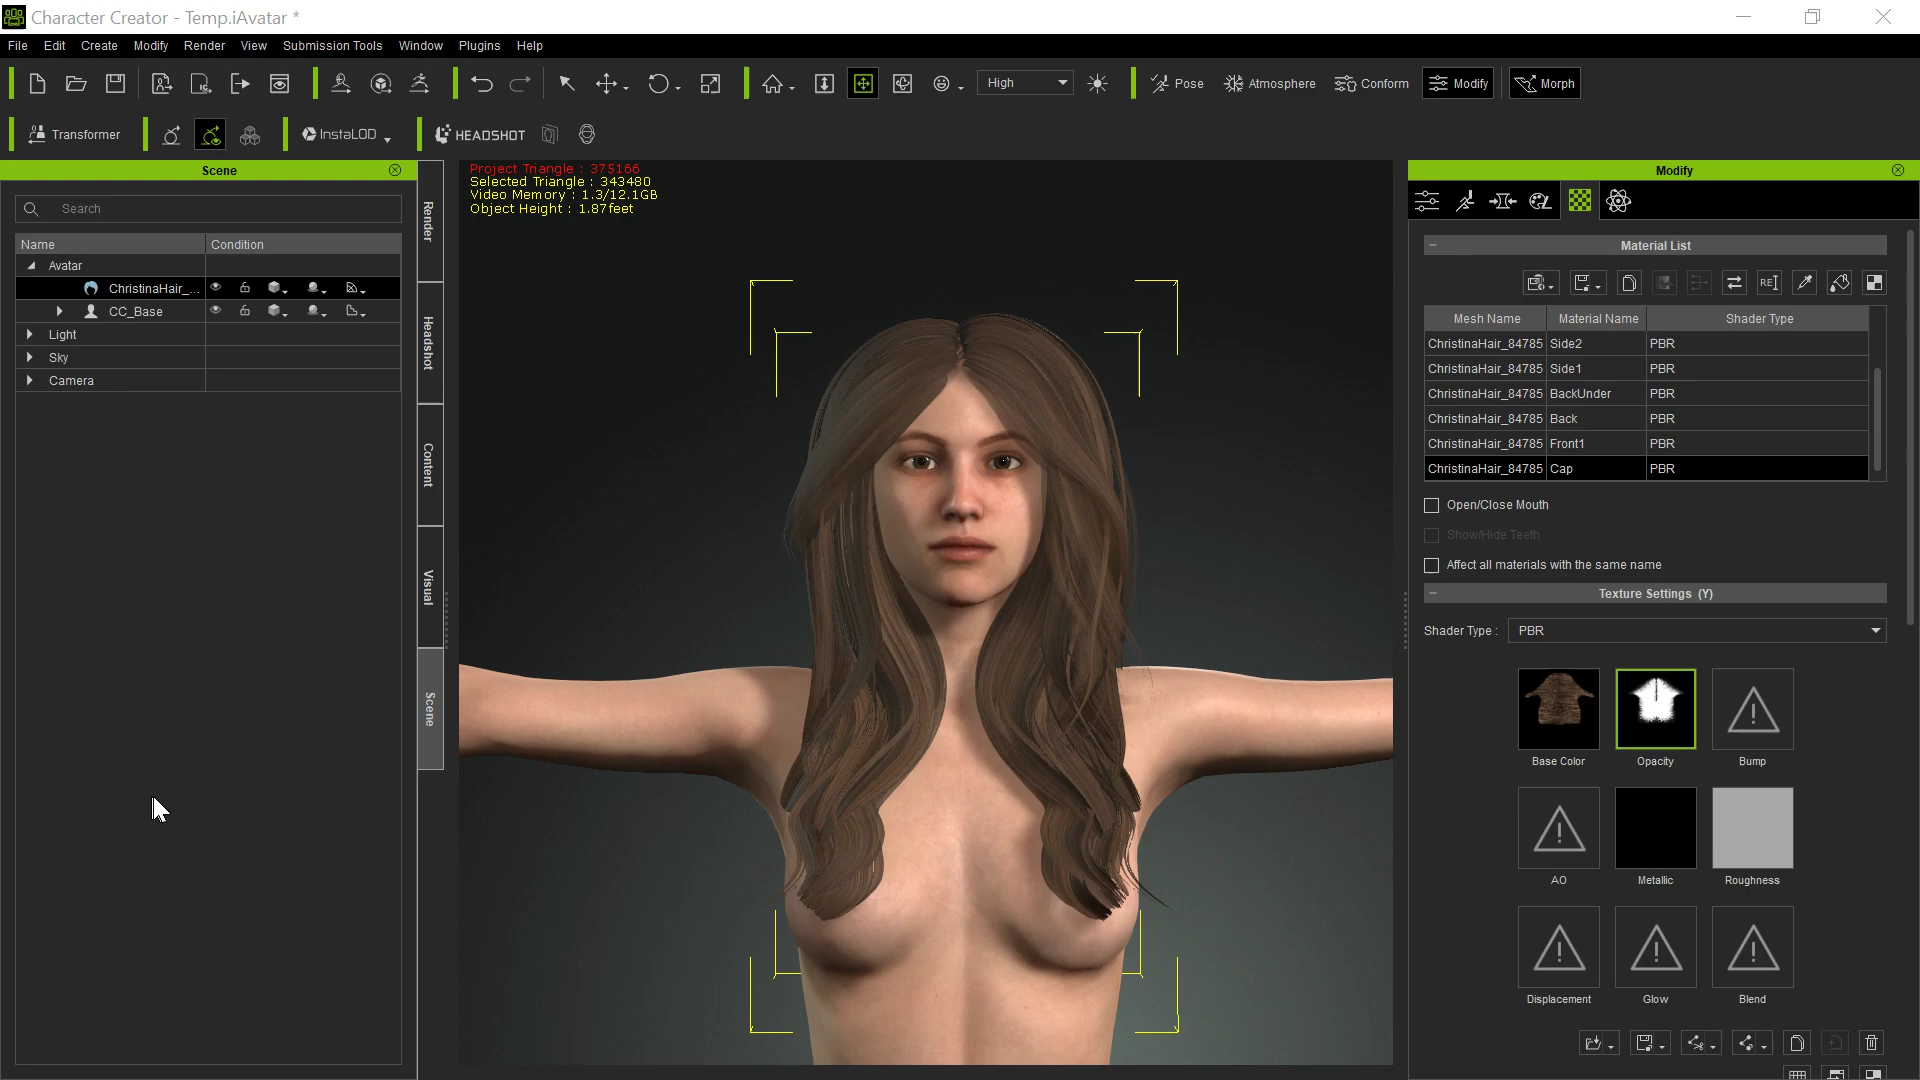 Character Creator - Temp.iAvatar *
File Edit Create Modify Render View Submission Tools Window Plugins Help
High Pose Atmosphere Conform Modify Morph
Transformer InstaLOD HEADSHOT
Scene
Search
Name Condition
Avatar
ChristinaHair_...
CC_Base
Light
Sky
Camera
Render
Headshot
Content
Visual
Scene
Project Triangle : 375166
Selected Triangle : 343480
Video Memory : 1.3/12.1GB
Object Height : 1.87feet
Modify
Material List
REI
Mesh Name Material Name Shader Type
ChristinaHair_84785 Side2 PBR
ChristinaHair_84785 Side1 PBR
ChristinaHair_84785 BackUnder PBR
ChristinaHair_84785 Back PBR
ChristinaHair_84785 Front1 PBR
ChristinaHair_84785 Cap PBR
Open/Close Mouth
Show/Hide Teeth
Affect all materials with the same name
Texture Settings (Y)
Shader Type : PBR
Base Color Opacity Bump
AO Metallic Roughness
Displacement Glow Blend